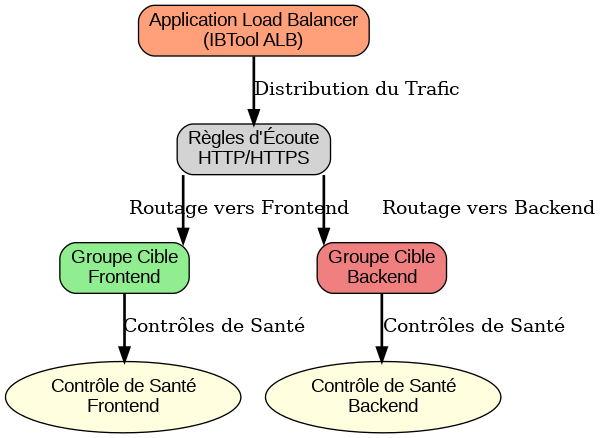 Application Load Balancer
(IBTool ALB)
Distribution du Trafic
Règles d'Écoute
HTTP/HTTPS
Routage vers Frontend
Routage vers Backend
Groupe Cible
Frontend
Groupe Cible
Backend
Contrôles de Santé
Contrôles de Santé
Contrôle de Santé
Frontend
Contrôle de Santé
Backend